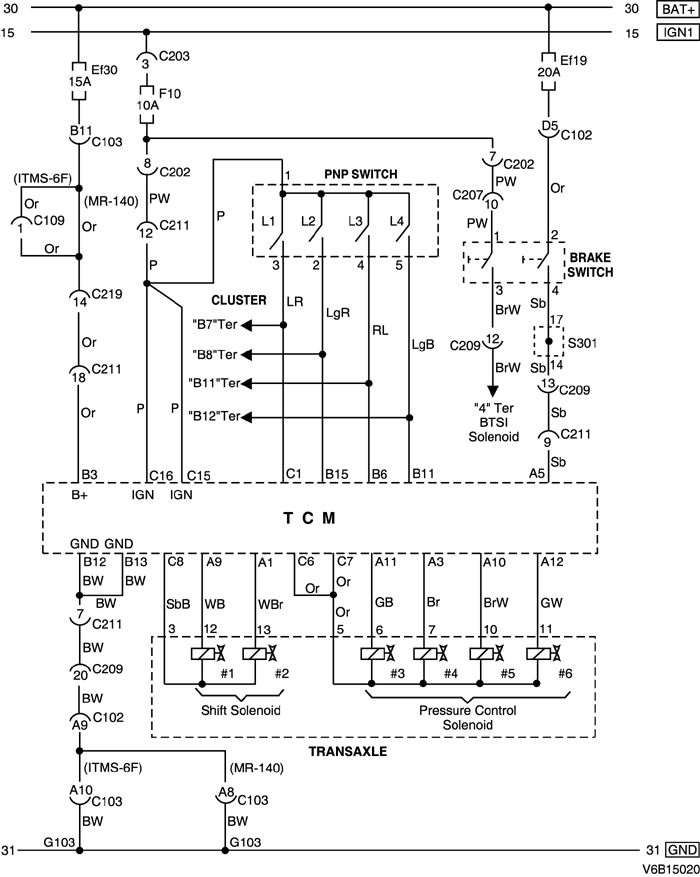 30 30 BAT+
15 15 IGN1
Ef30
15A
3 C203
F10
10A
Ef19
20A
B11 C103
D5 C102
8 C202
7 C202
(ITMS-6F)
(MR-140)
Or Or
1 C109
Or
PW
12 C211
P
P
PW
C207 10
PW
Or
PNP SWITCH
1
L1 L2 L3 L4
3 2 4 5
1 2
BRAKE
SWITCH
3 4
14 C219
Or
18 C211
Or
P P
CLUSTER
"B7"Ter
"B8"Ter
"B11"Ter
"B12"Ter
LR LgR RL LgB
BrW
C209 12
BrW
"4" Ter
BTSI
Solenoid
Sb
17
S301
14
Sb
13 C209
Sb
9 C211
Sb
B3 C16 C15 C1 B15 B6 B11 A5
B+ IGN IGN
T C M
GND GND
B12 B13 C8 A9 A1 C6 C7 A11 A3 A10 A12
BW BW
BW
SbB WB WBr Or Or Or GB Br BrW GW
7 C211
BW
20 C209
BW
A9 C102
3 12 13 5 6 7 10 11
#1 #2 #3 #4 #5 #6
Shift Solenoid
Pressure Control
Solenoid
TRANSAXLE
(ITMS-6F) (MR-140)
A10 C103 A8 C103
BW BW
G103 G103
31 31 GND
V6B15020